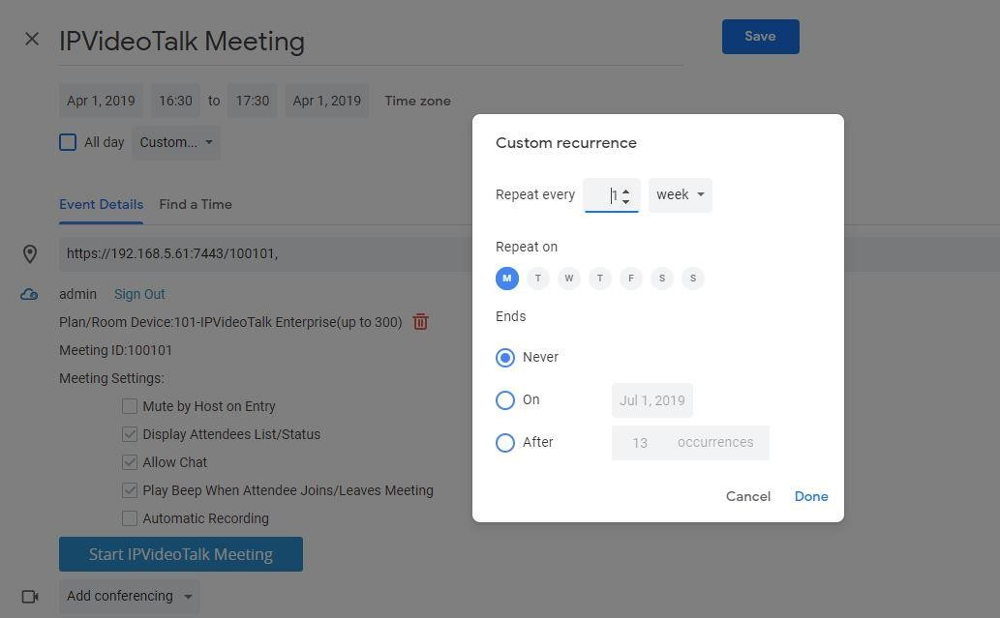 IPVideoTalk Meeting
Save
Apr 1, 2019 16:30 to 17:30 Apr 1, 2019 Time zone
All day Custom...
Event Details Find a Time
https://192.168.5.61:7443/100101,
admin Sign Out
Plan/Room Device:101-IPVideoTalk Enterprise(up to 300)
Meeting ID:100101
Meeting Settings:
Mute by Host on Entry
Display Attendees List/Status
Allow Chat
Play Beep When Attendee Joins/Leaves Meeting
Automatic Recording
Start IPVideoTalk Meeting
Add conferencing
Custom recurrence
Repeat every 1 week
Repeat on
M T W T F S S
Ends
Never
On Jul 1, 2019
After 13 occurrences
Cancel Done